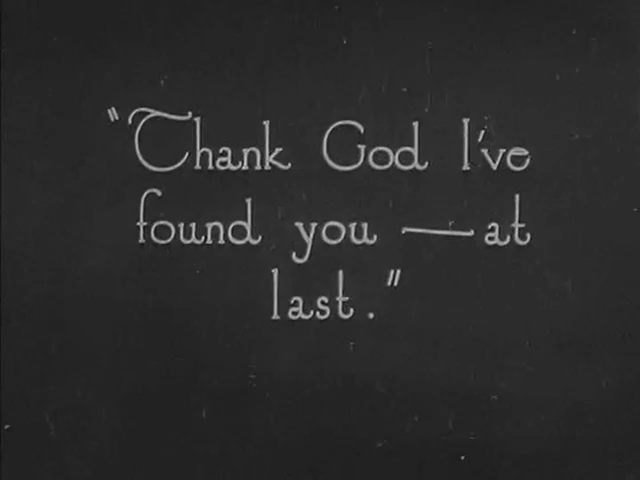 "Thank God I've
found you — at
last."